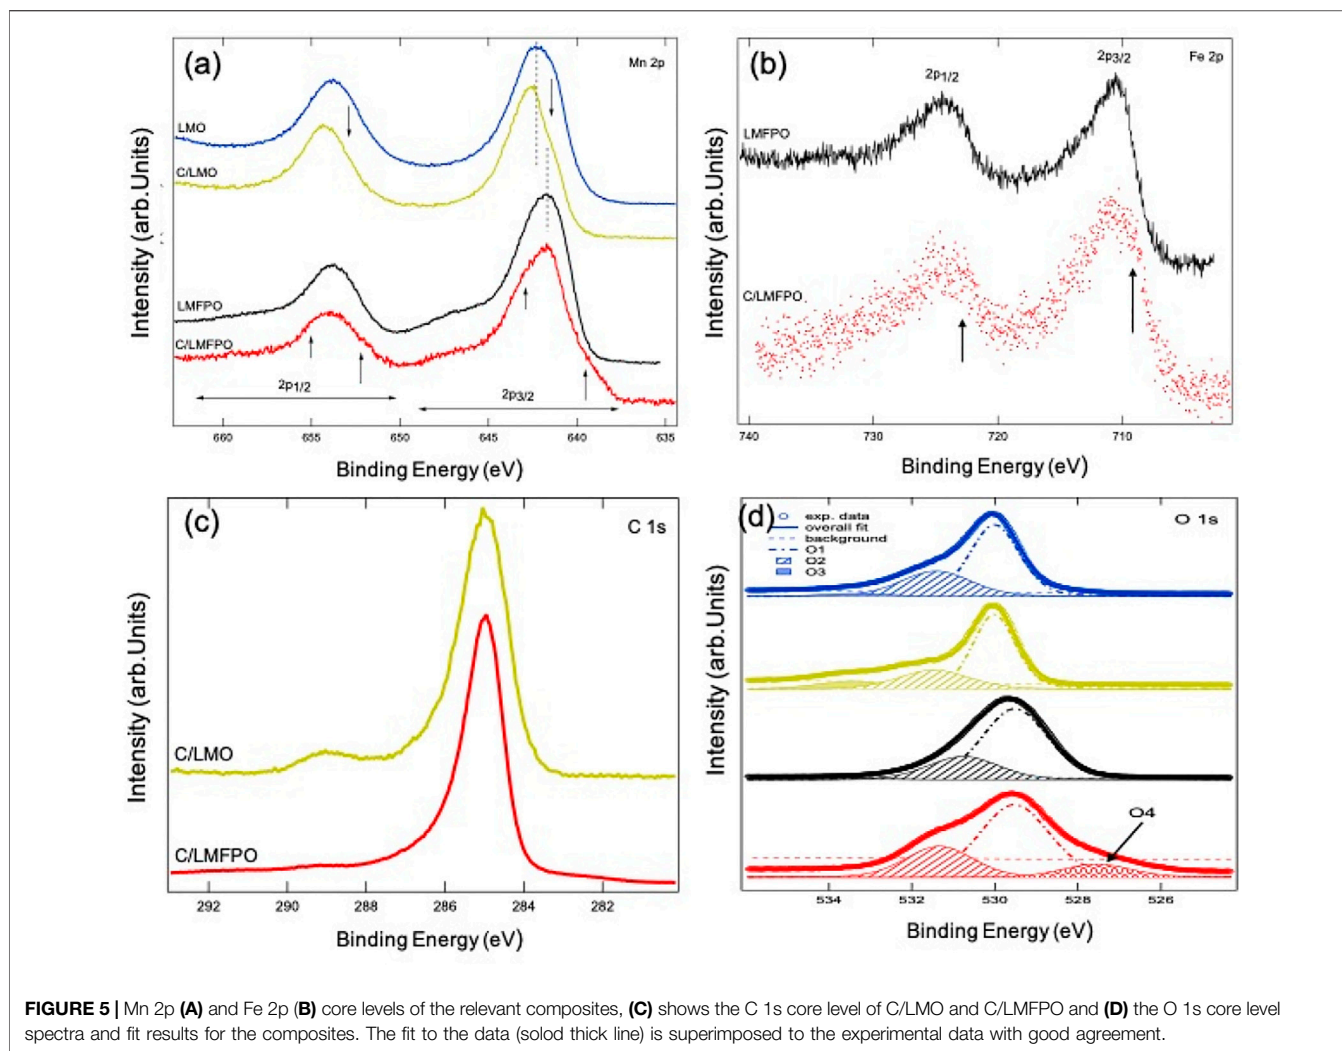 (a)
Mn 2p
LMO
C/LMO
LMFPO
C/LMFPO
2p1/2
2p3/2
660 655 650 645 640 635
Binding Energy (eV)
Intensity (arb.Units)
(b)
Fe 2p
2p1/2
2p3/2
LMFPO
C/LMFPO
740 730 720 710
Binding Energy (eV)
Intensity (arb.Units)
(c)
C 1s
C/LMO
C/LMFPO
292 290 288 286 284 282
Binding Energy (eV)
Intensity (arb.Units)
(d)
O 1s
exp. data
overall fit
background
O1
O2
O3
O4
534 532 530 528 526
Binding Energy (eV)
Intensity (arb.Units)
FIGURE 5 | Mn 2p (A) and Fe 2p (B) core levels of the relevant composites, (C) shows the C 1s core level of C/LMO and C/LMFPO and (D) the O 1s core level
spectra and fit results for the composites. The fit to the data (solod thick line) is superimposed to the experimental data with good agreement.